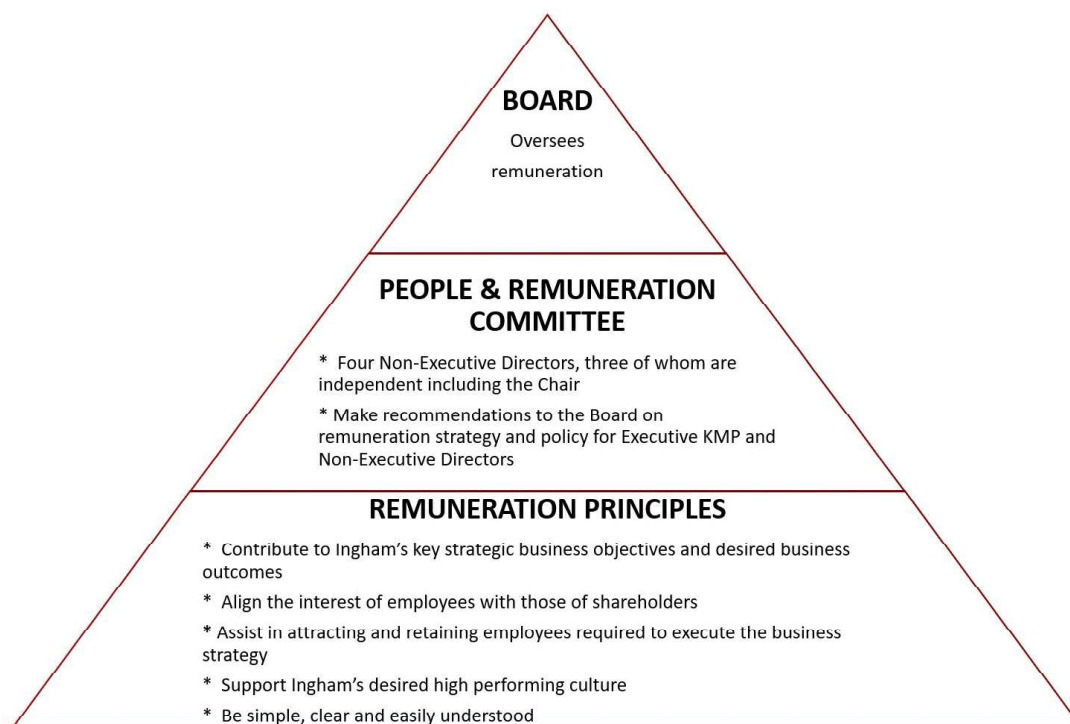 BOARD
Oversees
remuneration
PEOPLE & REMUNERATION
COMMITTEE
* Four Non-Executive Directors, three of whom are
independent including the Chair
* Make recommendations to the Board on
remuneration strategy and policy for Executive KMP and
Non-Executive Directors
REMUNERATION PRINCIPLES
* Contribute to Ingham's key strategic business objectives and desired business
outcomes
* Align the interest of employees with those of shareholders
* Assist in attracting and retaining employees required to execute the business
strategy
* Support Ingham's desired high performing culture
* Be simple, clear and easily understood